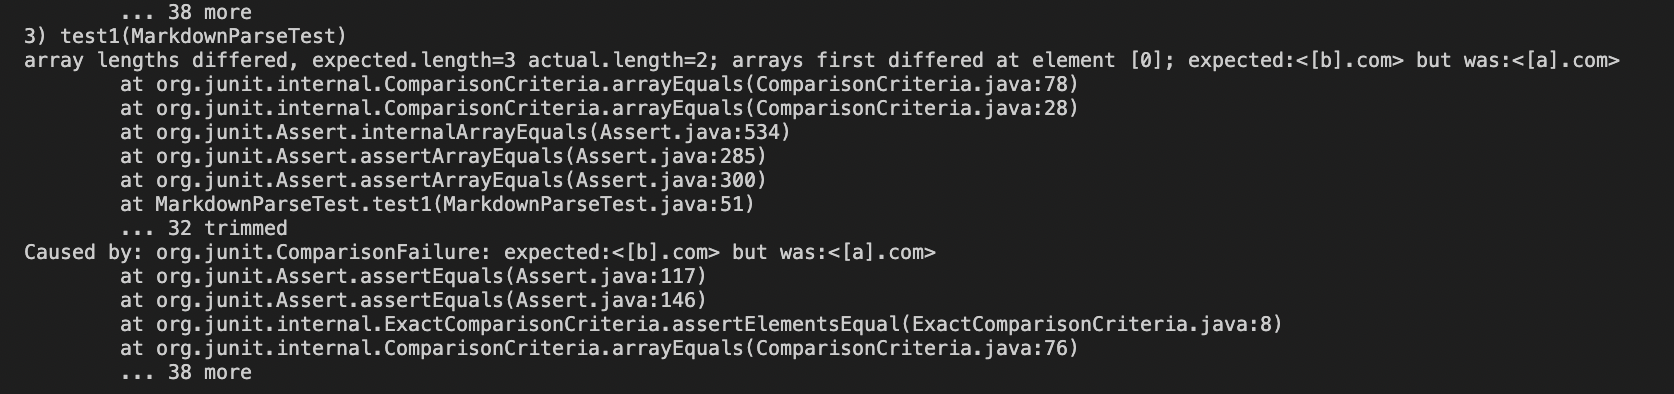 ... 38 more
3) test1(MarkdownParseTest)
array lengths differed, expected.length=3 actual.length=2; arrays first differed at element [0]; expected:<[b].com> but was:<[a].com>
at org.junit.internal.ComparisonCriteria.arrayEquals(ComparisonCriteria.java:78)
at org.junit.internal.ComparisonCriteria.arrayEquals(ComparisonCriteria.java:28)
at org.junit.Assert.internalArrayEquals(Assert.java:534)
at org.junit.Assert.assertArrayEquals(Assert.java:285)
at org.junit.Assert.assertArrayEquals(Assert.java:300)
at MarkdownParseTest.test1(MarkdownParseTest.java:51)
... 32 trimmed
Caused by: org.junit.ComparisonFailure: expected:<[b].com> but was:<[a].com>
at org.junit.Assert.assertEquals(Assert.java:117)
at org.junit.Assert.assertEquals(Assert.java:146)
at org.junit.internal.ExactComparisonCriteria.assertElementsEqual(ExactComparisonCriteria.java:8)
at org.junit.internal.ComparisonCriteria.arrayEquals(ComparisonCriteria.java:76)
... 38 more